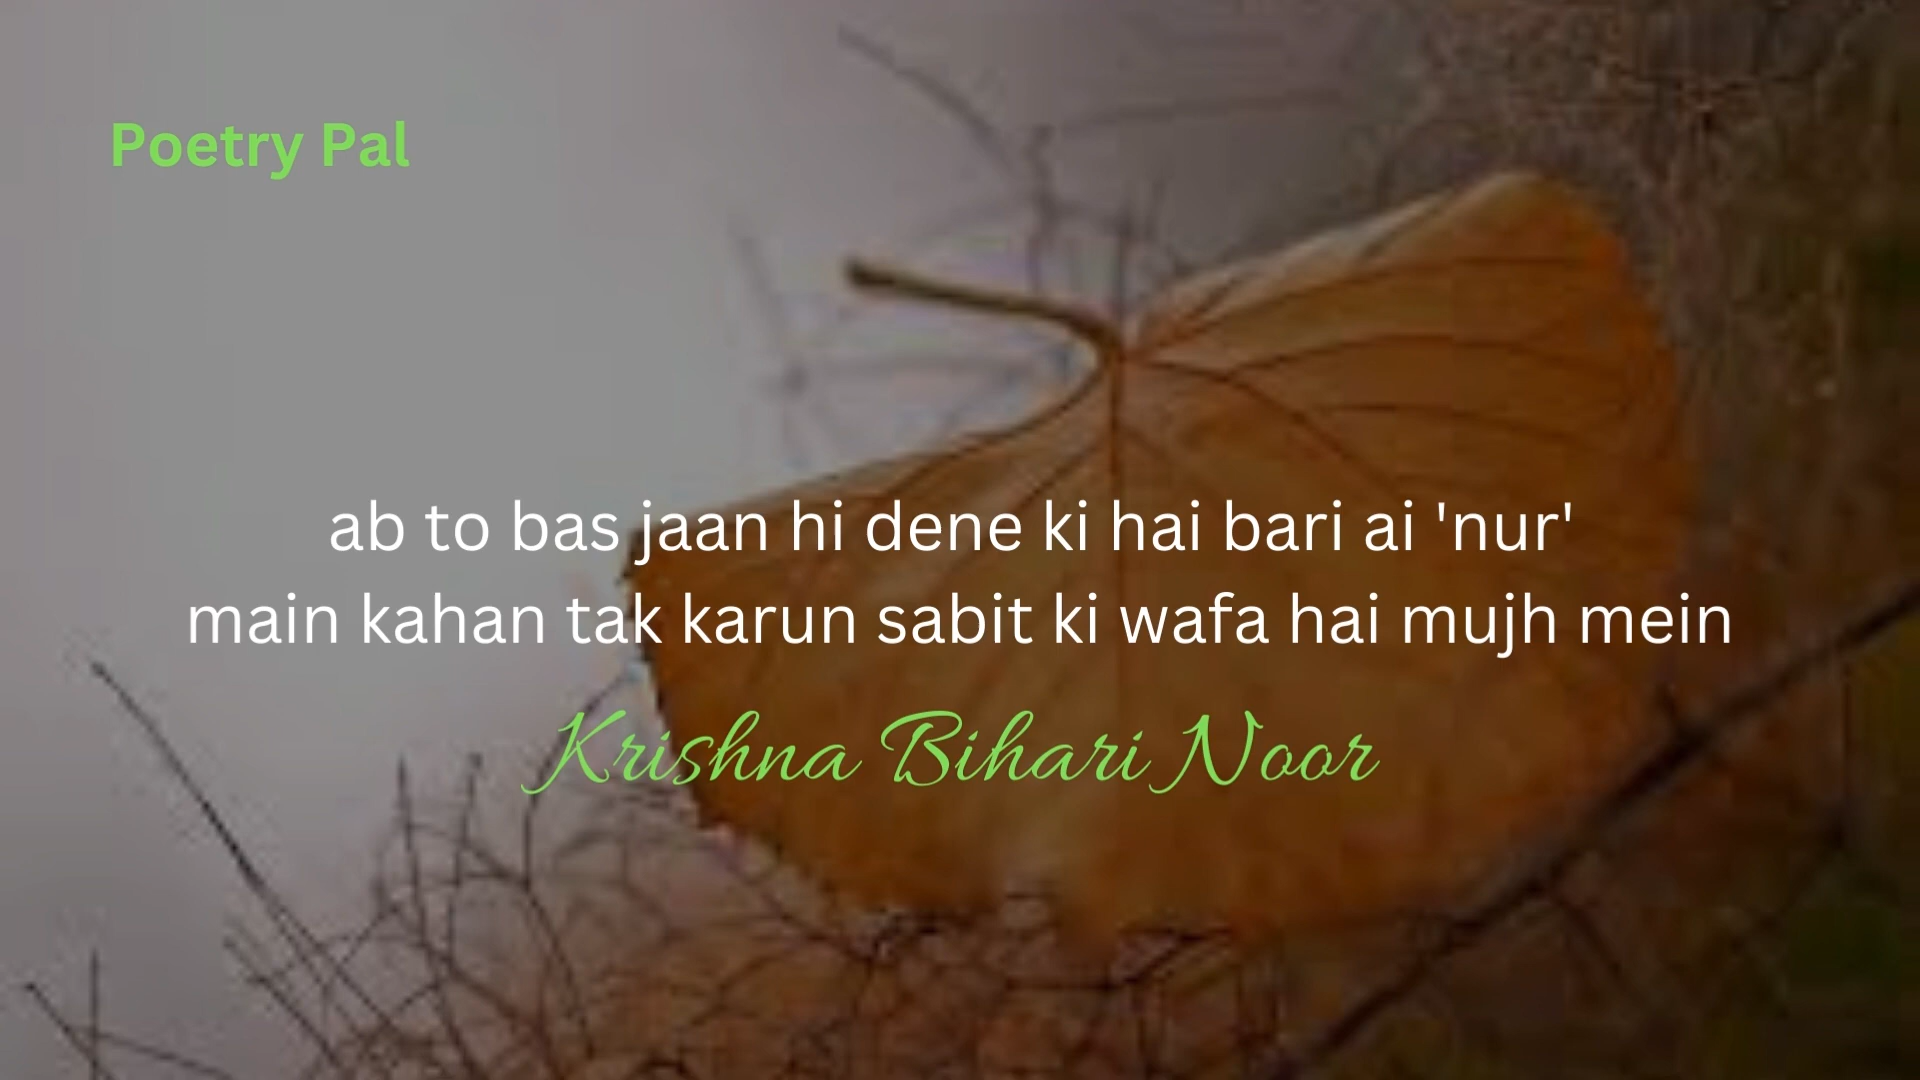 Poetry Pal
ab to bas jaan hi dene ki hai bari ai 'nur'
main kahan tak karun sabit ki wafa hai mujh mein
Krishna Bihari Noor